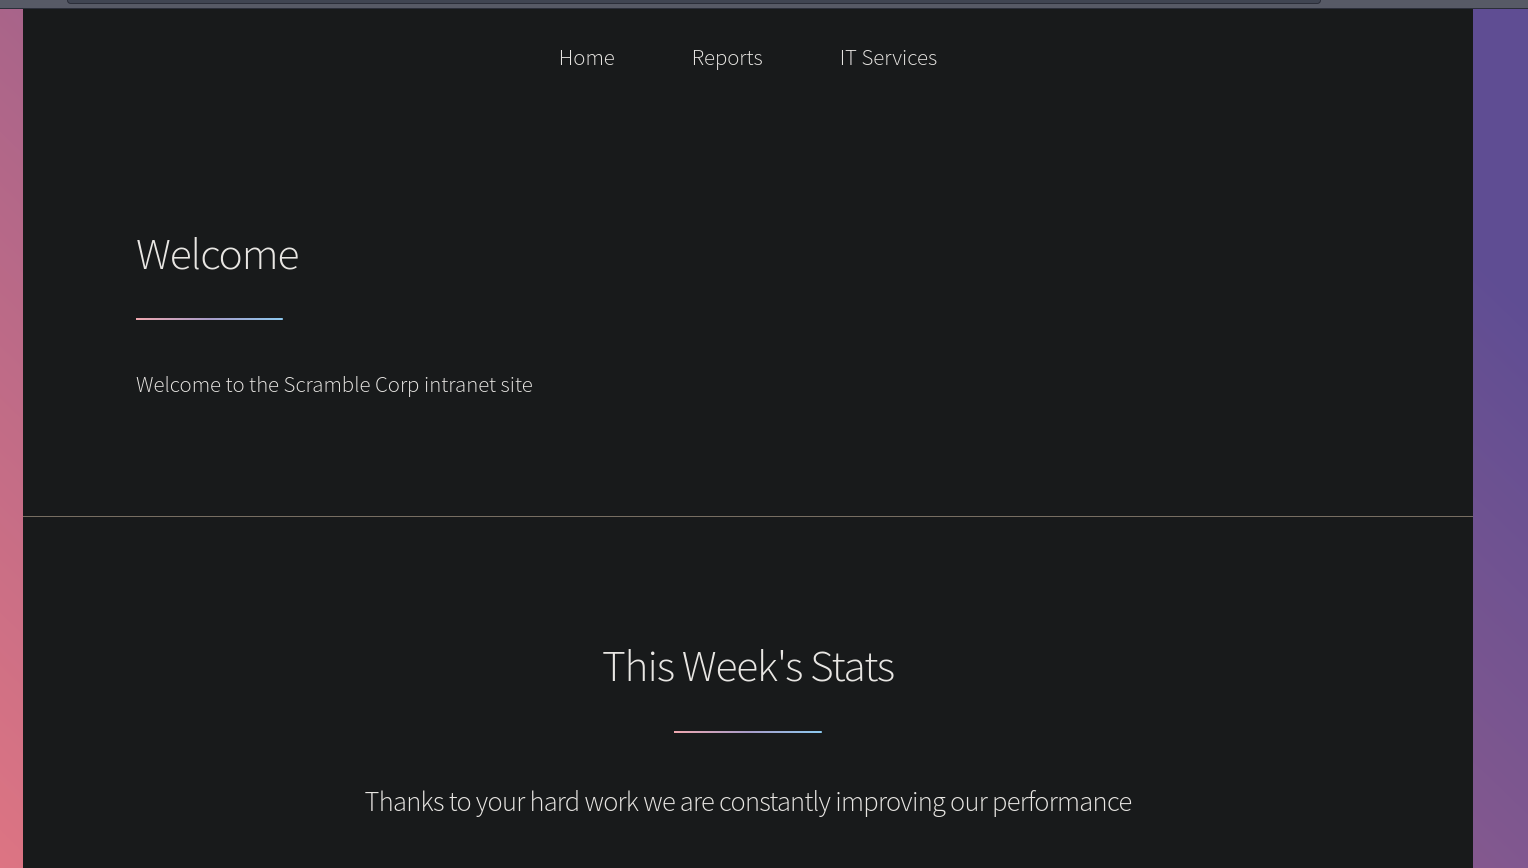 Home Reports IT Services
Welcome
Welcome to the Scramble Corp intranet site
This Week's Stats
Thanks to your hard work we are constantly improving our performance